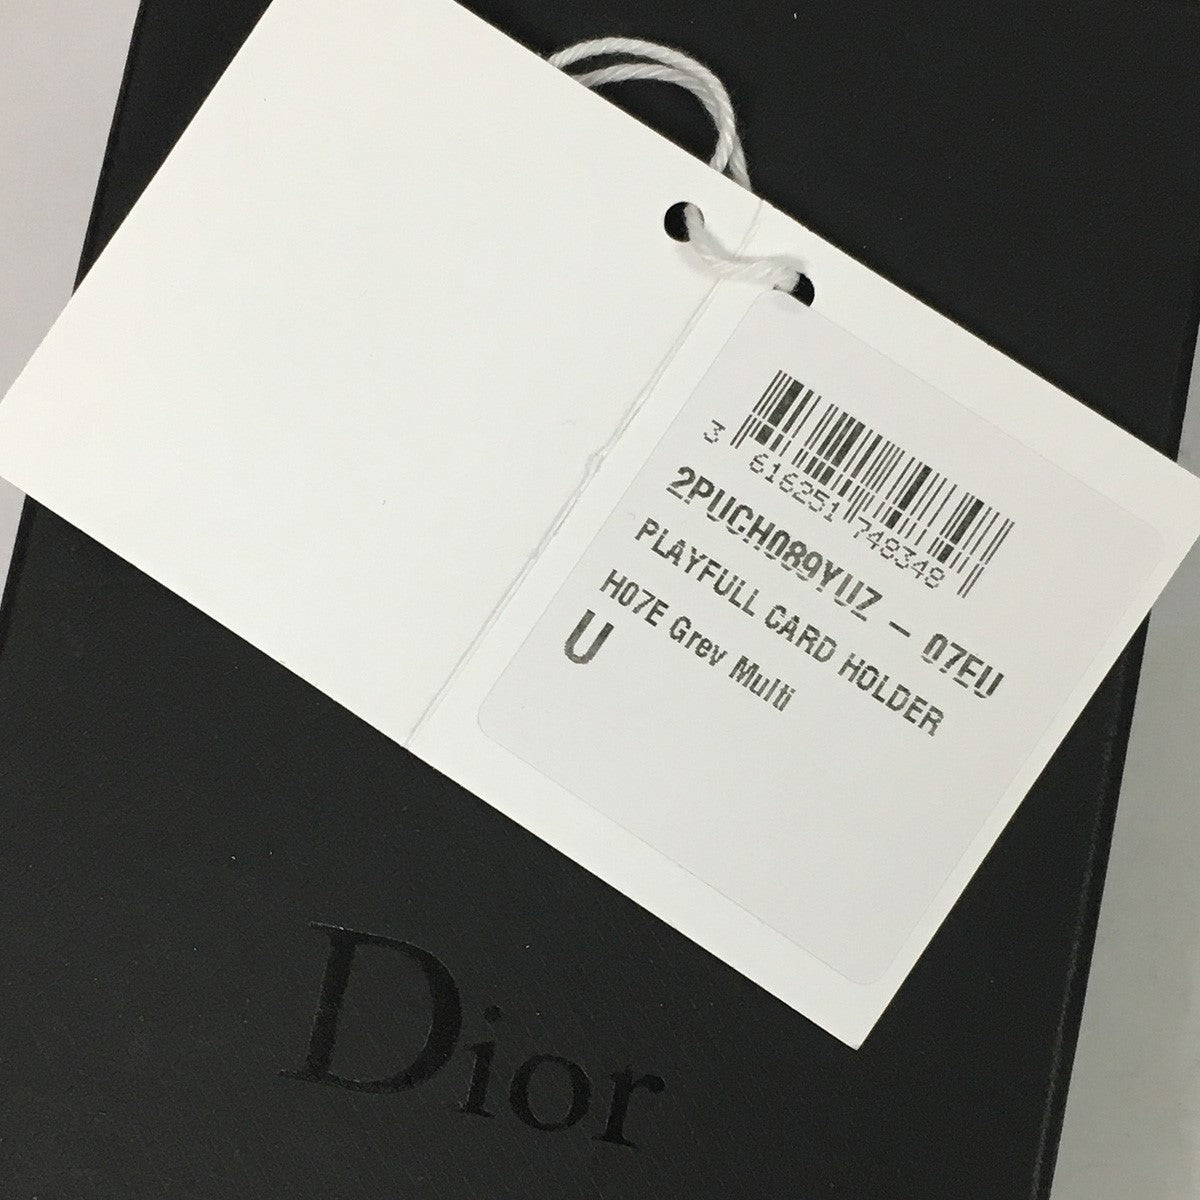 3 616251 748348
2PUCH089YUZ - 07EU
PLAYFULL CARD HOLDER
H07E Grey Multi
U
Dior